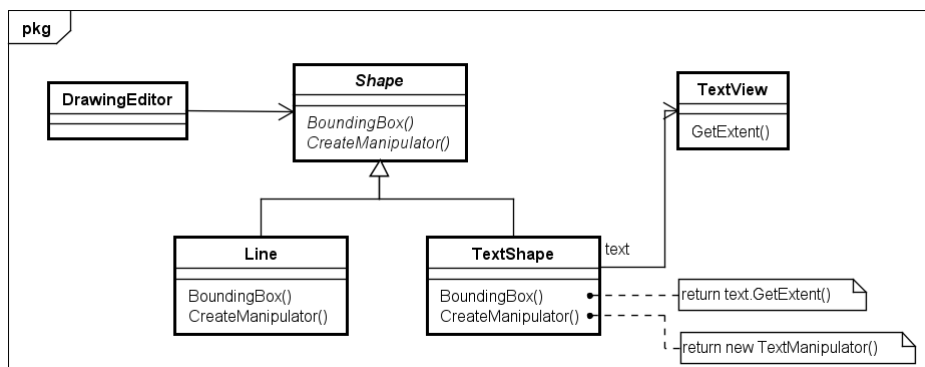 pkg
DrawingEditor
Shape
BoundingBox()
CreateManipulator()
TextView
GetExtent()
Line
BoundingBox()
CreateManipulator()
TextShape
BoundingBox()
CreateManipulator()
text
return text.GetExtent()
return new TextManipulator()